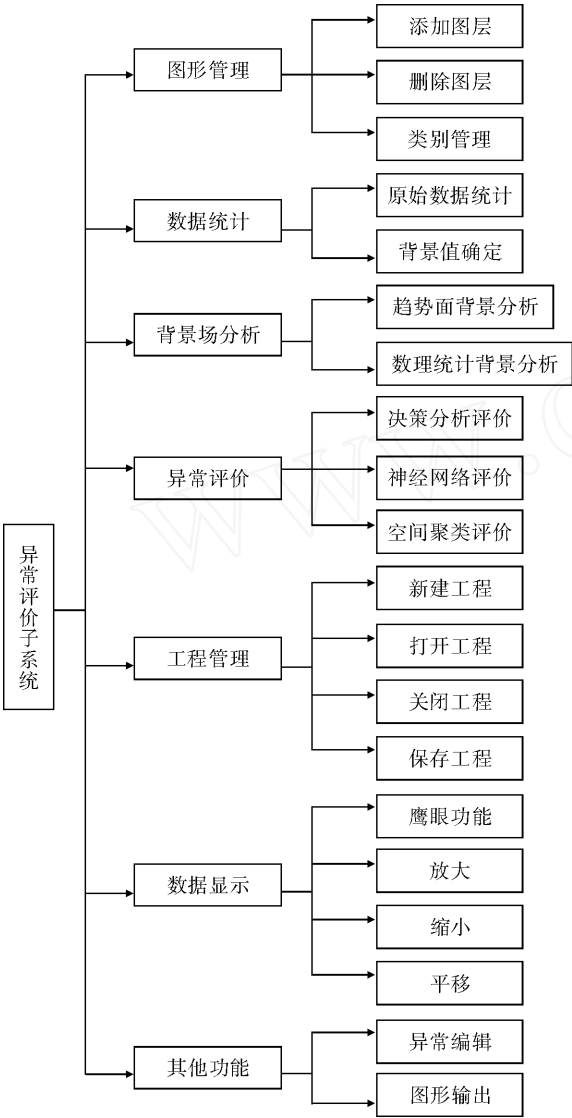 异常评价子系统
图形管理
添加图层
删除图层
类别管理
数据统计
原始数据统计
背景值确定
背景场分析
趋势面背景分析
数理统计背景分析
异常评价
决策分析评价
神经网络评价
空间聚类评价
工程管理
新建工程
打开工程
关闭工程
保存工程
数据显示
鹰眼功能
放大
缩小
平移
其他功能
异常编辑
图形输出